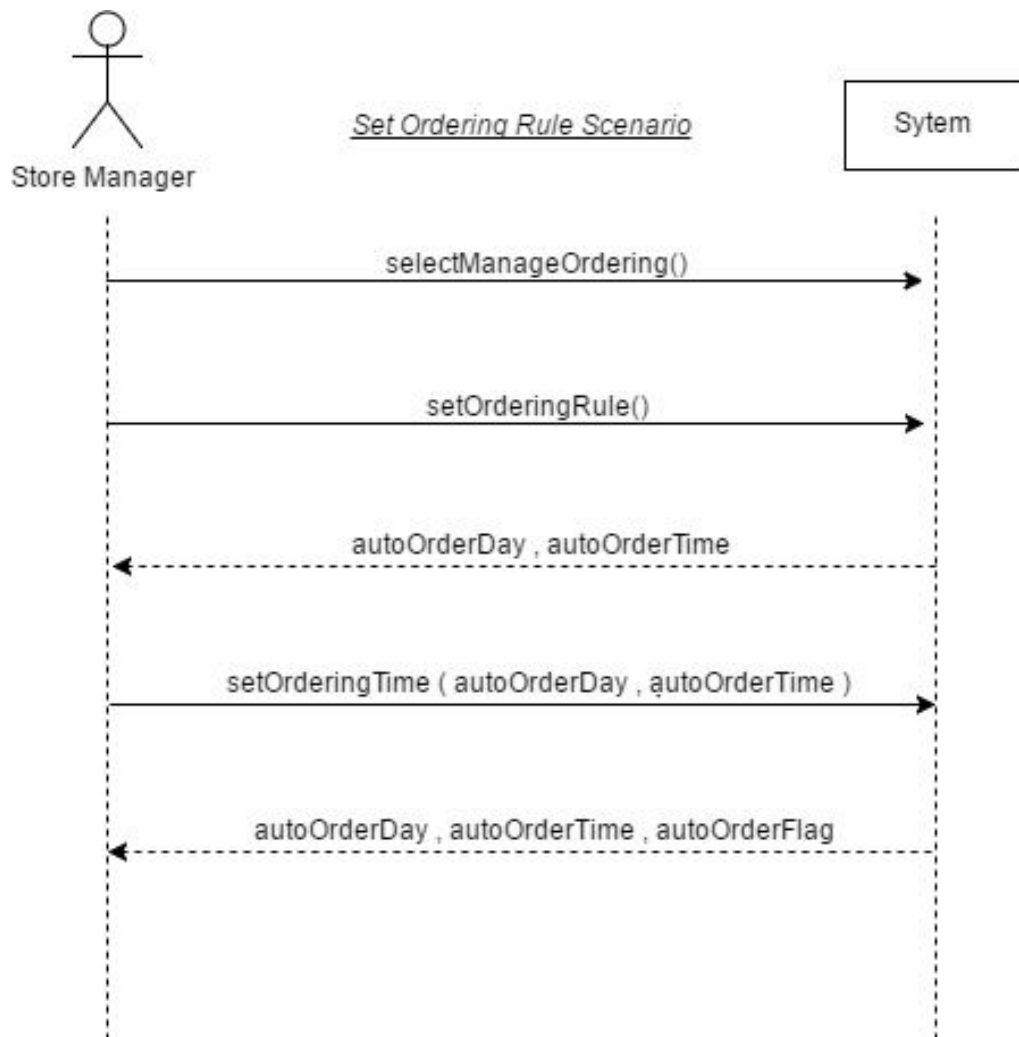 Set Ordering Rule Scenario
Sytem
Store Manager
selectManageOrdering()
setOrderingRule()
autoOrderDay , autoOrderTime
setOrderingTime ( autoOrderDay , autoOrderTime )
autoOrderDay , autoOrderTime , autoOrderFlag